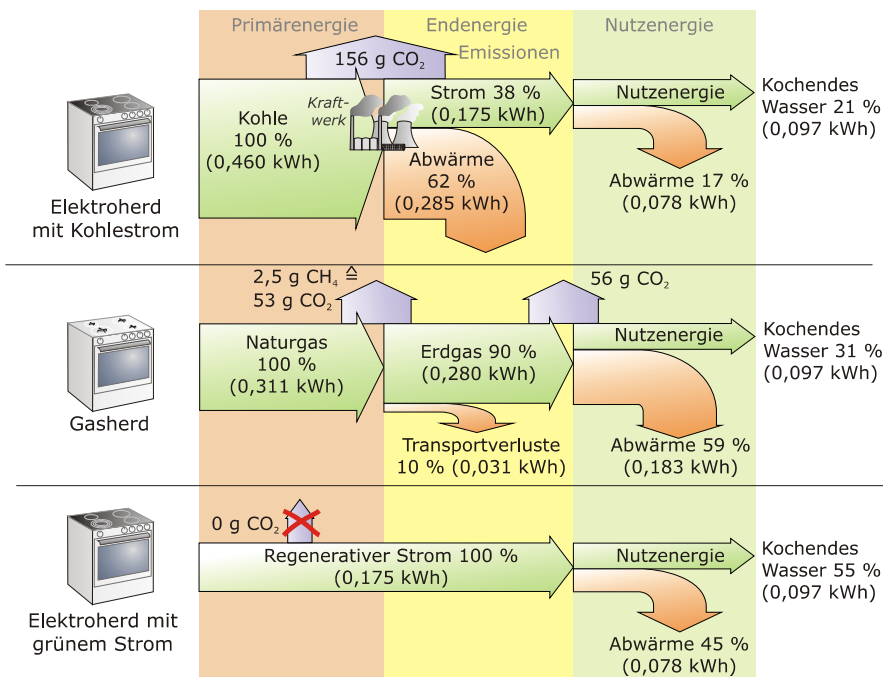 Primärenergie
Endenergie
Nutzenergie
Emissionen
156 g CO₂
Kraft-
werk
Kohle
100 %
(0,460 kWh)
Strom 38 %
(0,175 kWh)
Abwärme
62 %
(0,285 kWh)
Nutzenergie
Abwärme 17 %
(0,078 kWh)
Kochendes
Wasser 21 %
(0,097 kWh)
Elektroherd
mit Kohlestrom
2,5 g CH₄ ≙
53 g CO₂
56 g CO₂
Naturgas
100 %
(0,311 kWh)
Erdgas 90 %
(0,280 kWh)
Transportverluste
10 % (0,031 kWh)
Nutzenergie
Abwärme 59 %
(0,183 kWh)
Kochendes
Wasser 31 %
(0,097 kWh)
Gasherd
0 g CO₂
Regenerativer Strom 100 %
(0,175 kWh)
Nutzenergie
Abwärme 45 %
(0,078 kWh)
Kochendes
Wasser 55 %
(0,097 kWh)
Elektroherd mit
grünem Strom